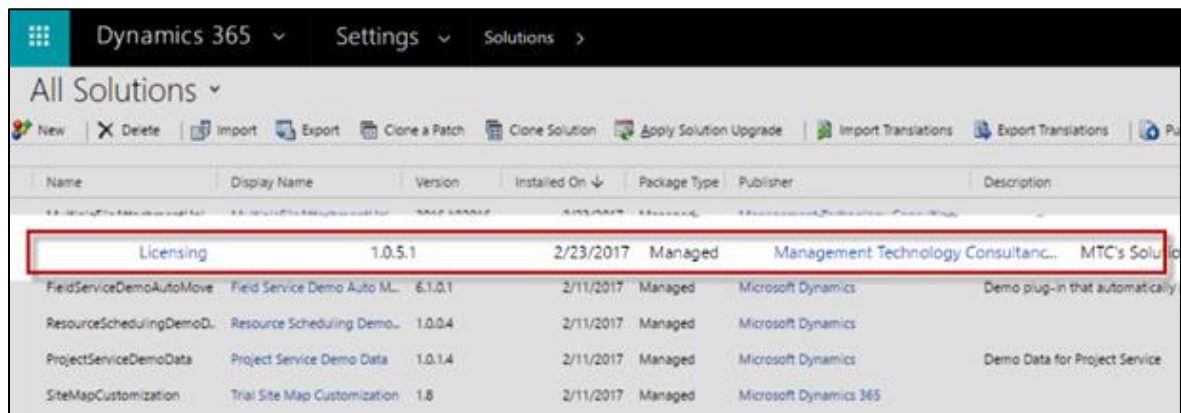 Dynamics 365 Settings Solutions >
All Solutions
New Delete Import Export Clone a Patch Clone Solution Apply Solution Upgrade Import Translations Export Translations Pu
Name Display Name Version Installed On ↓ Package Type Publisher Description
Licensing 1.0.5.1 2/23/2017 Managed Management Technology Consultanc... MTC's Solutio
FieldServiceDemoAutoMove Field Service Demo Auto M... 6.1.0.1 2/11/2017 Managed Microsoft Dynamics Demo plug-in that automatically
ResourceSchedulingDemoD... Resource Scheduling Demo... 1.0.0.4 2/11/2017 Managed Microsoft Dynamics
ProjectServiceDemoData Project Service Demo Data 1.0.1.4 2/11/2017 Managed Microsoft Dynamics Demo Data for Project Service
SiteMapCustomization Trial Site Map Customization 1.8 2/11/2017 Managed Microsoft Dynamics 365